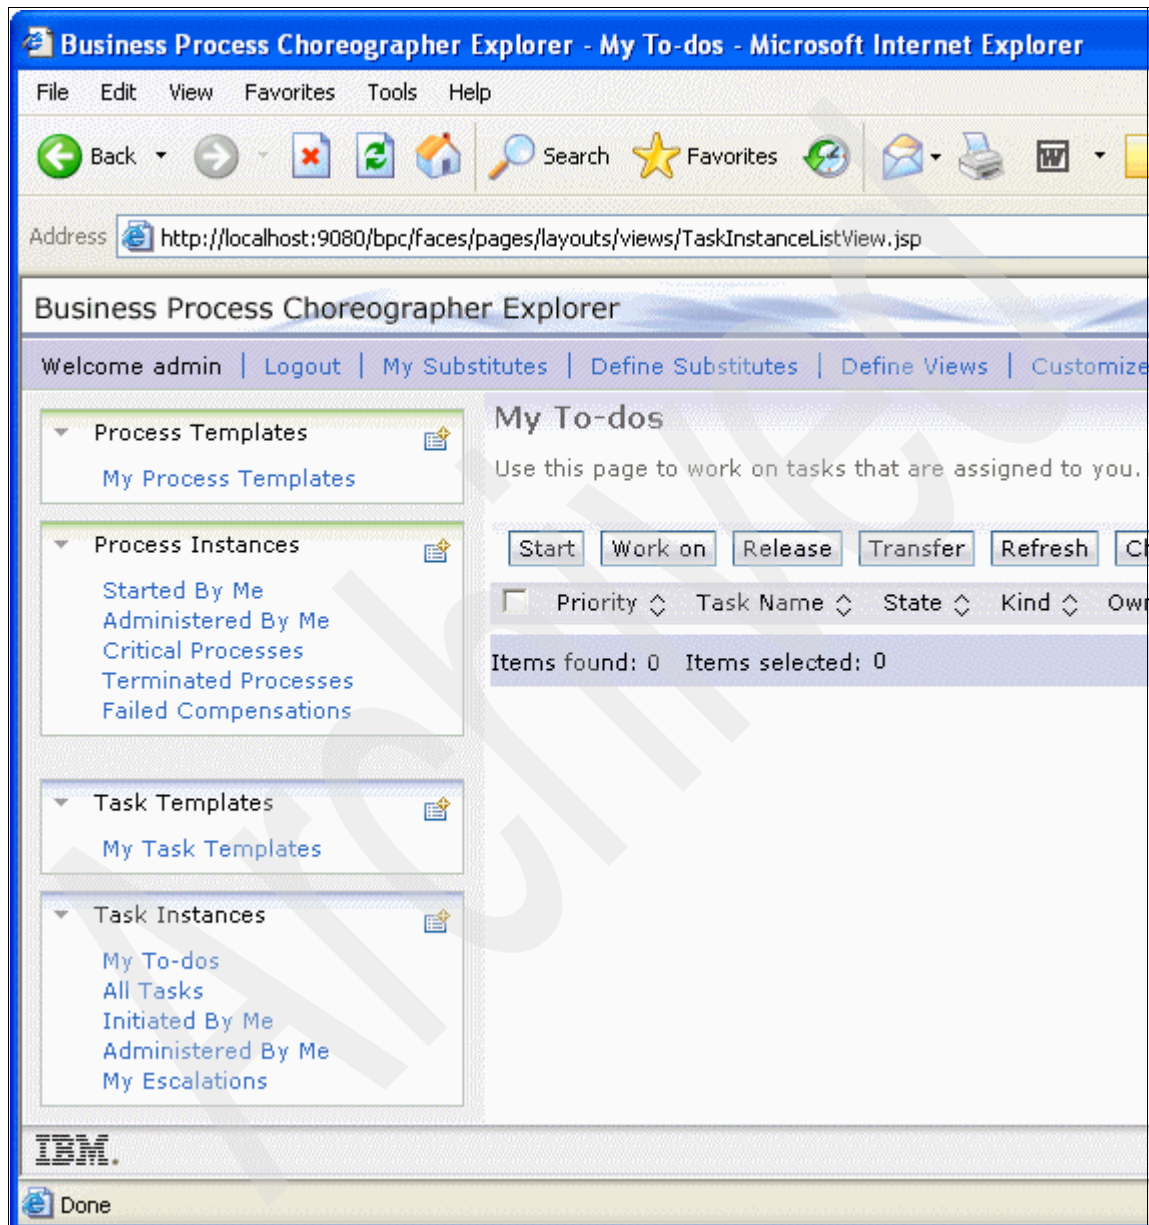 Business Process Choreographer Explorer - My To-dos - Microsoft Internet Explorer
File Edit View Favorites Tools Help
Back Search Favorites
Address http://localhost:9080/bpc/faces/pages/layouts/views/TaskInstanceListView.jsp
Business Process Choreographer Explorer
Welcome admin | Logout | My Substitutes | Define Substitutes | Define Views | Customize
Process Templates
My Process Templates
Process Instances
Started By Me
Administered By Me
Critical Processes
Terminated Processes
Failed Compensations
Task Templates
My Task Templates
Task Instances
My To-dos
All Tasks
Initiated By Me
Administered By Me
My Escalations
My To-dos
Use this page to work on tasks that are assigned to you.
Start Work on Release Transfer Refresh
Priority Task Name State Kind
Items found: 0 Items selected: 0
IBM.
Done
Archived